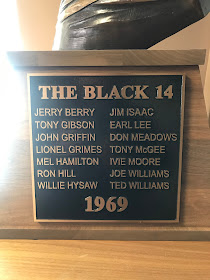 THE BLACK 14
JERRY BERRY JIM ISAAC
TONY GIBSON EARL LEE
JOHN GRIFFIN DON MEADOWS
LIONEL GRIMES TONY McGEE
MEL HAMILTON IVIE MOORE
RON HILL JOE WILLIAMS
WILLIE HYSAW TED WILLIAMS
1969